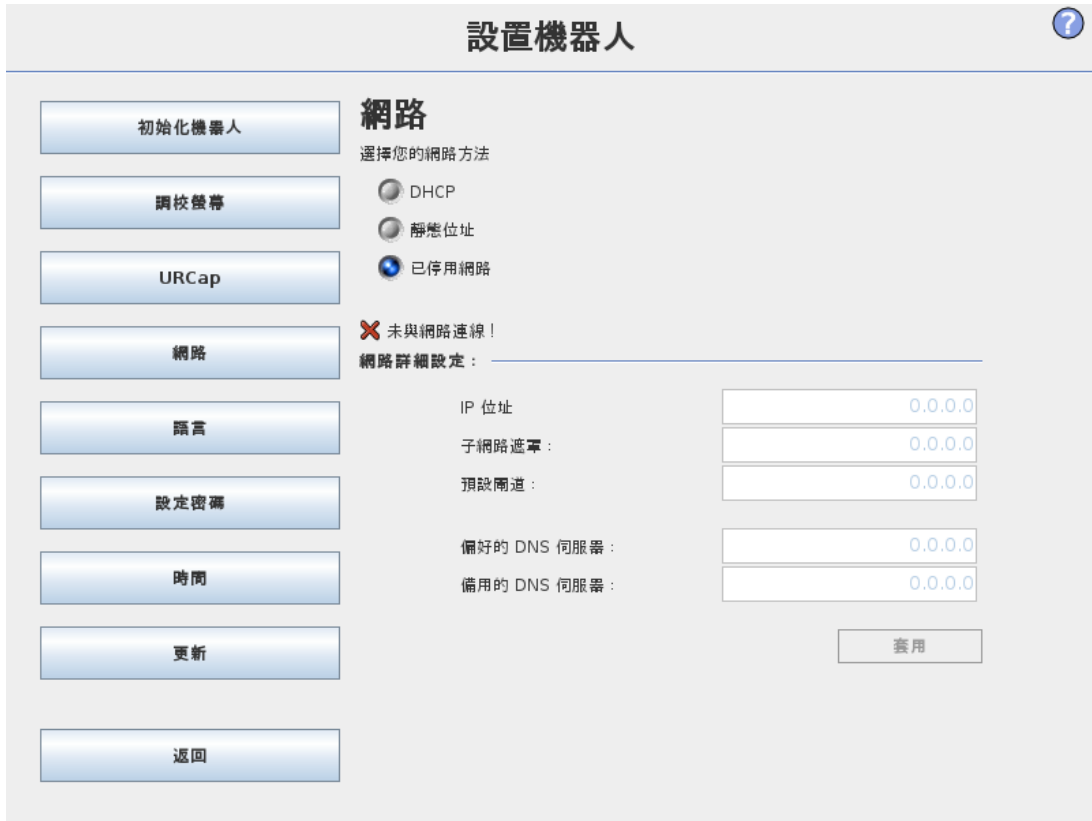 設置機器人
?
初始化機器人
調校螢幕
URCap
網路
語言
設定密碼
時間
更新
返回
網路
選擇您的網路方法
DHCP
靜態位址
已停用網路
未與網路連線！
網路詳細設定：
IP 位址 0.0.0.0
子網路遮罩： 0.0.0.0
預設閘道： 0.0.0.0
偏好的 DNS 伺服器： 0.0.0.0
備用的 DNS 伺服器： 0.0.0.0
套用